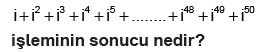 i+i²+i³+i⁴+i⁵+........+i⁴⁸+i⁴⁹+i⁵⁰
işleminin sonucu nedir?